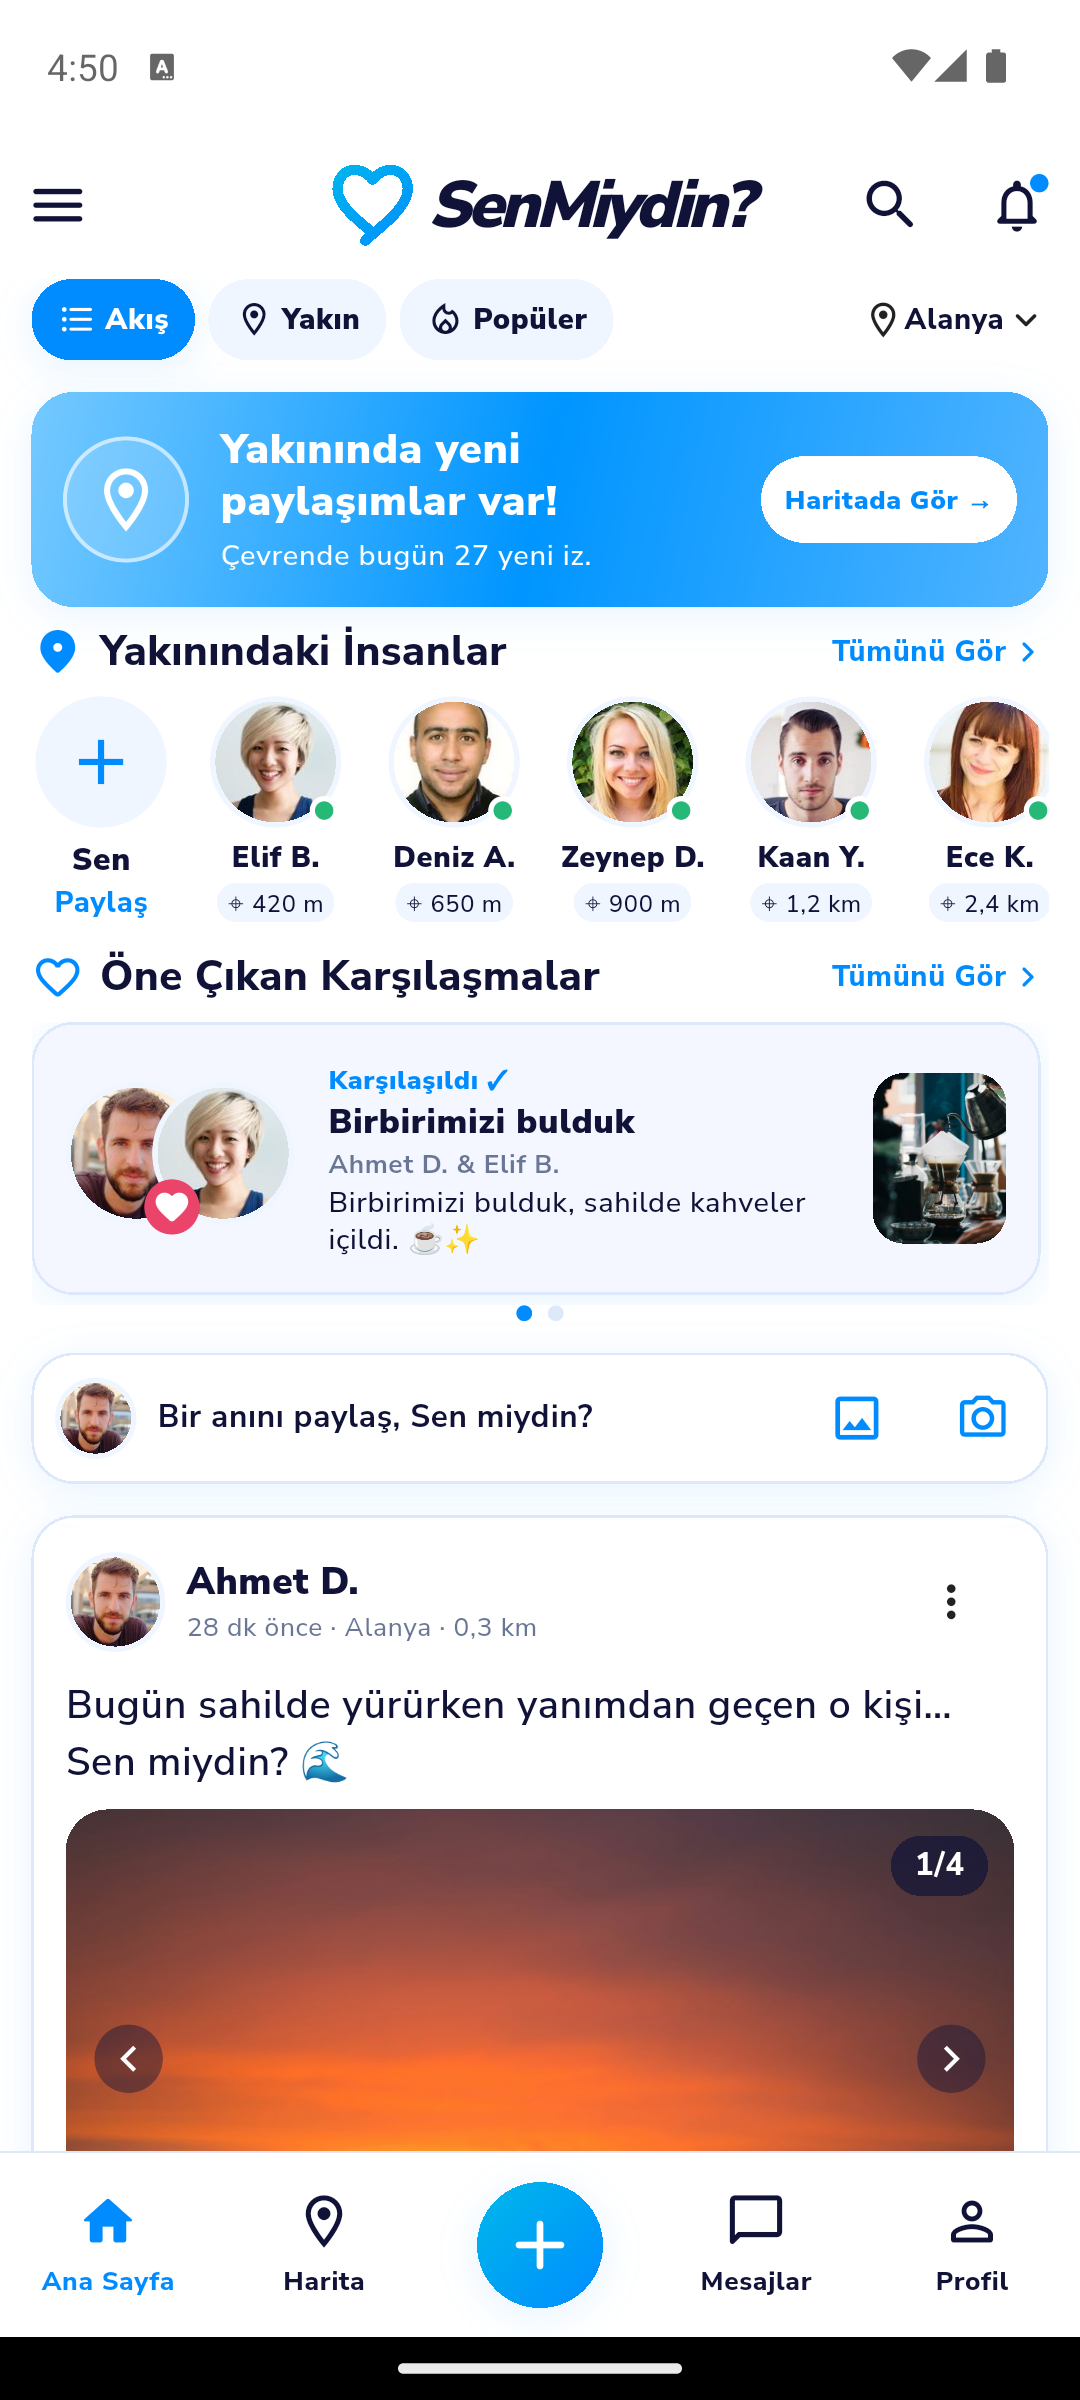 4:50
SenMiydin?
Akış
Yakın
Popüler
Alanya
Yakınında yeni
paylaşımlar var!
Çevrende bugün 27 yeni iz.
Haritada Gör →
Yakınındaki İnsanlar
Tümünü Gör
Sen
Paylaş
Elif B.
420 m
Deniz A.
650 m
Zeynep D.
900 m
Kaan Y.
1,2 km
Ece K.
2,4 km
Öne Çıkan Karşılaşmalar
Tümünü Gör
Karşılaşıldı ✓
Birbirimizi bulduk
Ahmet D. & Elif B.
Birbirimizi bulduk, sahilde kahveler
içildi. ☕✨
Bir anını paylaş, Sen miydin?
Ahmet D.
28 dk önce · Alanya · 0,3 km
Bugün sahilde yürürken yanımdan geçen o kişi...
Sen miydin? 🌊
1/4
Ana Sayfa
Harita
Mesajlar
Profil